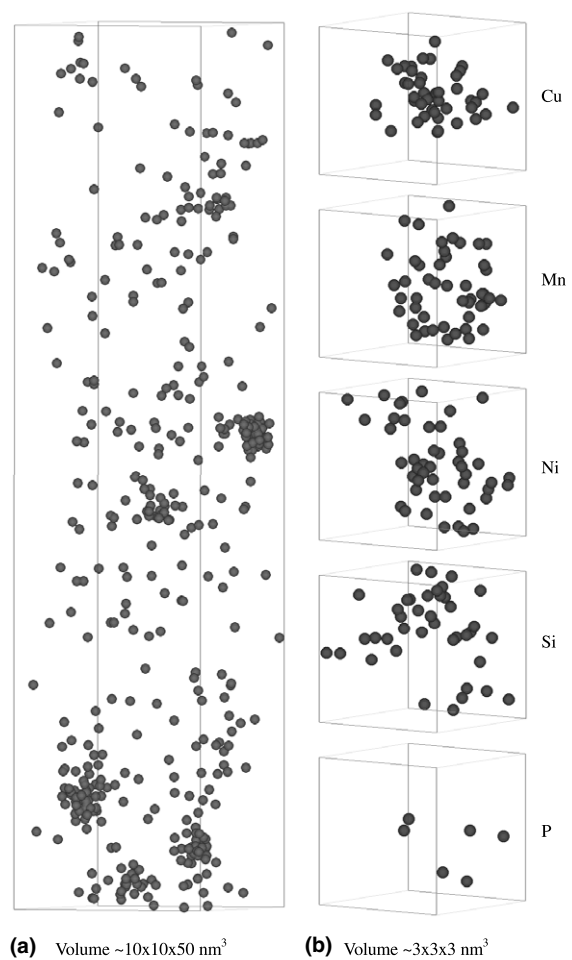 Cu
Mn
Ni
Si
P
(a) Volume ~10x10x50 nm³
(b) Volume ~3x3x3 nm³